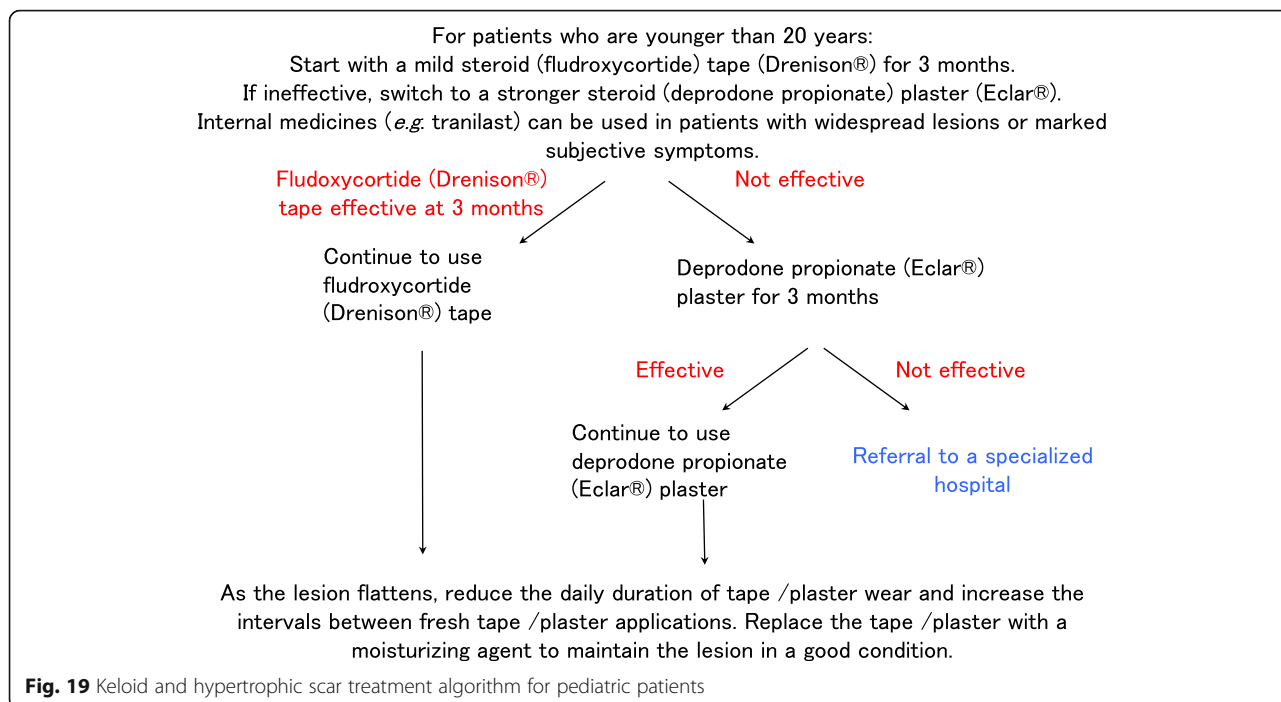 For patients who are younger than 20 years:
Start with a mild steroid (fludroxycortide) tape (Drenison®) for 3 months.
If ineffective, switch to a stronger steroid (deprodone propionate) plaster (Eclar®).
Internal medicines (e.g. tranilast) can be used in patients with widespread lesions or marked
subjective symptoms.
Fludoxycortide (Drenison®)
tape effective at 3 months
Not effective
Continue to use
fludroxycortide
(Drenison®) tape
Deprodone propionate (Eclar®)
plaster for 3 months
Effective
Not effective
Continue to use
deprodone propionate
(Eclar®) plaster
Referral to a specialized
hospital
As the lesion flattens, reduce the daily duration of tape /plaster wear and increase the
intervals between fresh tape /plaster applications. Replace the tape /plaster with a
moisturizing agent to maintain the lesion in a good condition.
Fig. 19 Keloid and hypertrophic scar treatment algorithm for pediatric patients